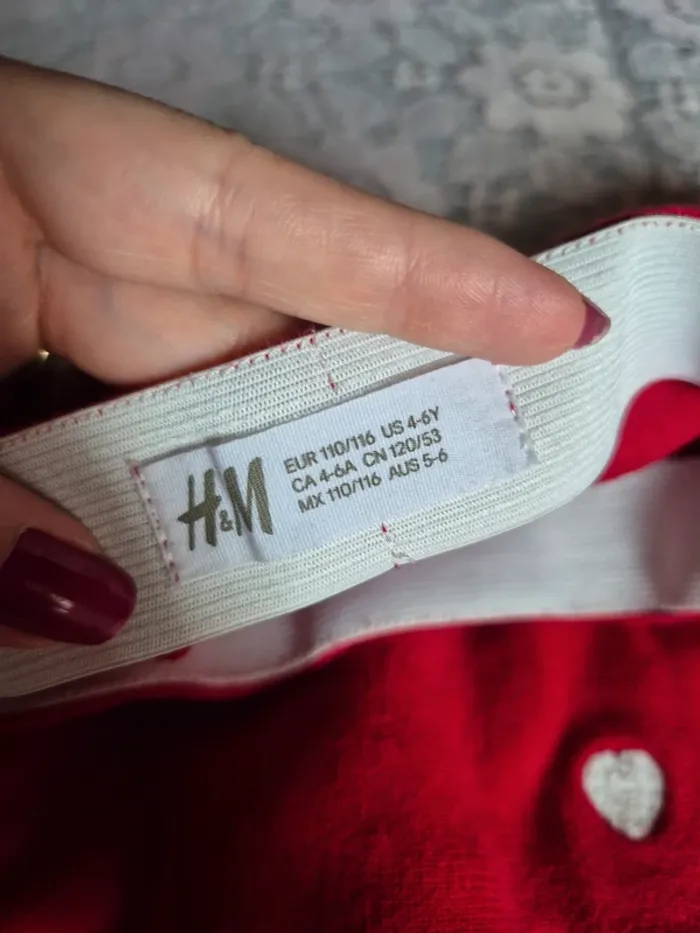 H&M
EUR 110/116 US 4-6Y
CA 4-6A CN 120/53
MX 110/116 AUS 5-6